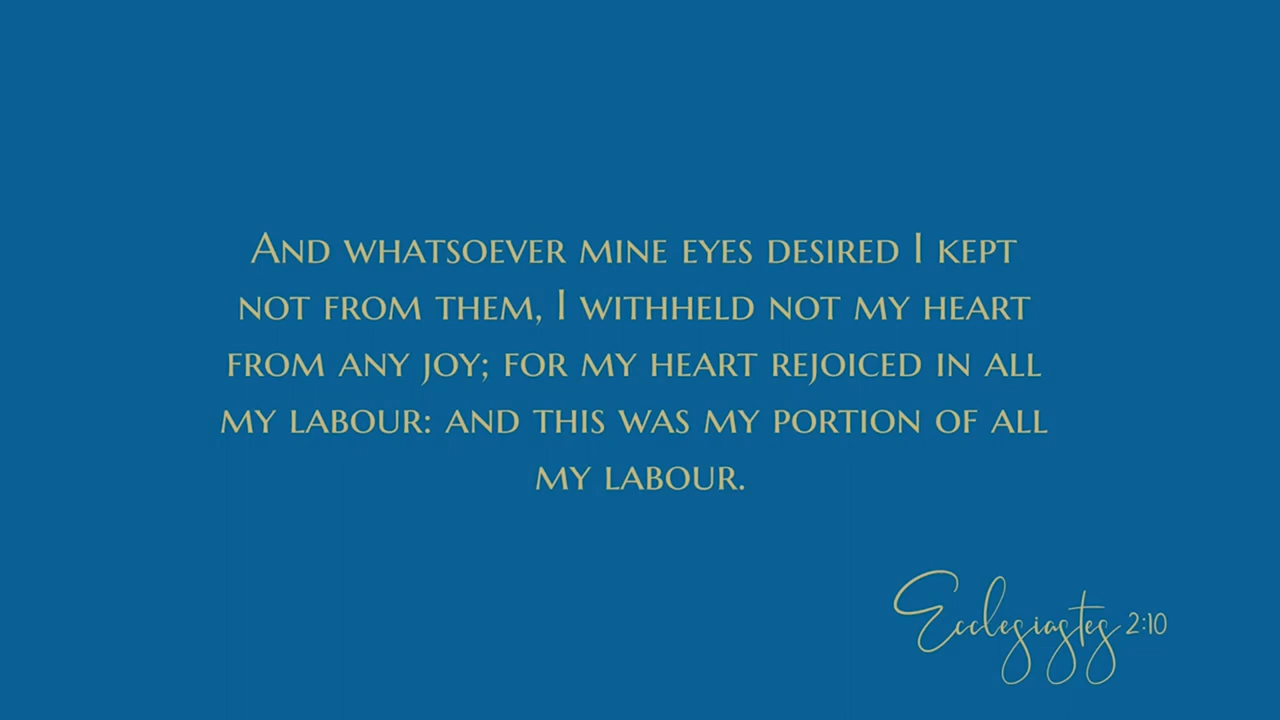 And whatsoever mine eyes desired I kept
not from them, I withheld not my heart
from any joy; for my heart rejoiced in all
my labour: and this was my portion of all
my labour.
Ecclesiastes 2:10